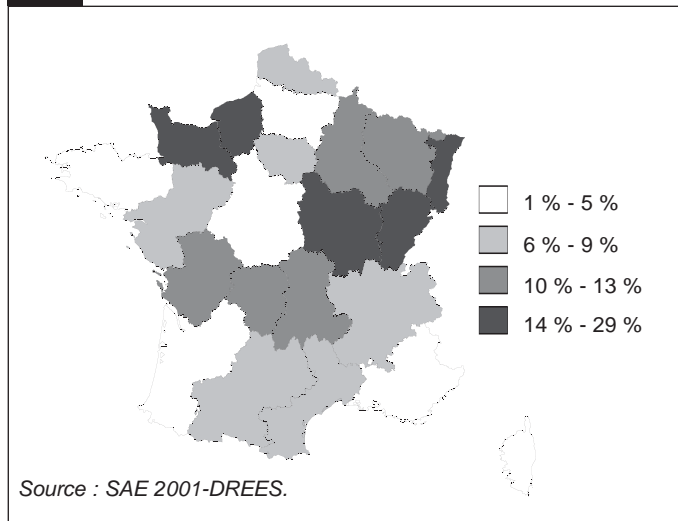 1 % - 5 %
6 % - 9 %
10 % - 13 %
14 % - 29 %
Source : SAE 2001-DREES.